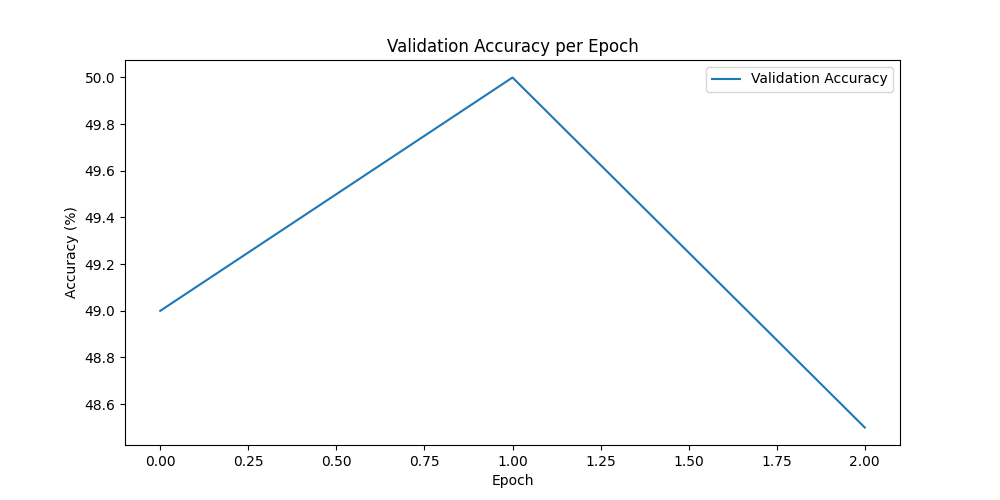 Validation Accuracy per Epoch
Validation Accuracy
Accuracy (%)
50.0
49.8
49.6
49.4
49.2
49.0
48.8
48.6
0.00 0.25 0.50 0.75 1.00 1.25 1.50 1.75 2.00
Epoch